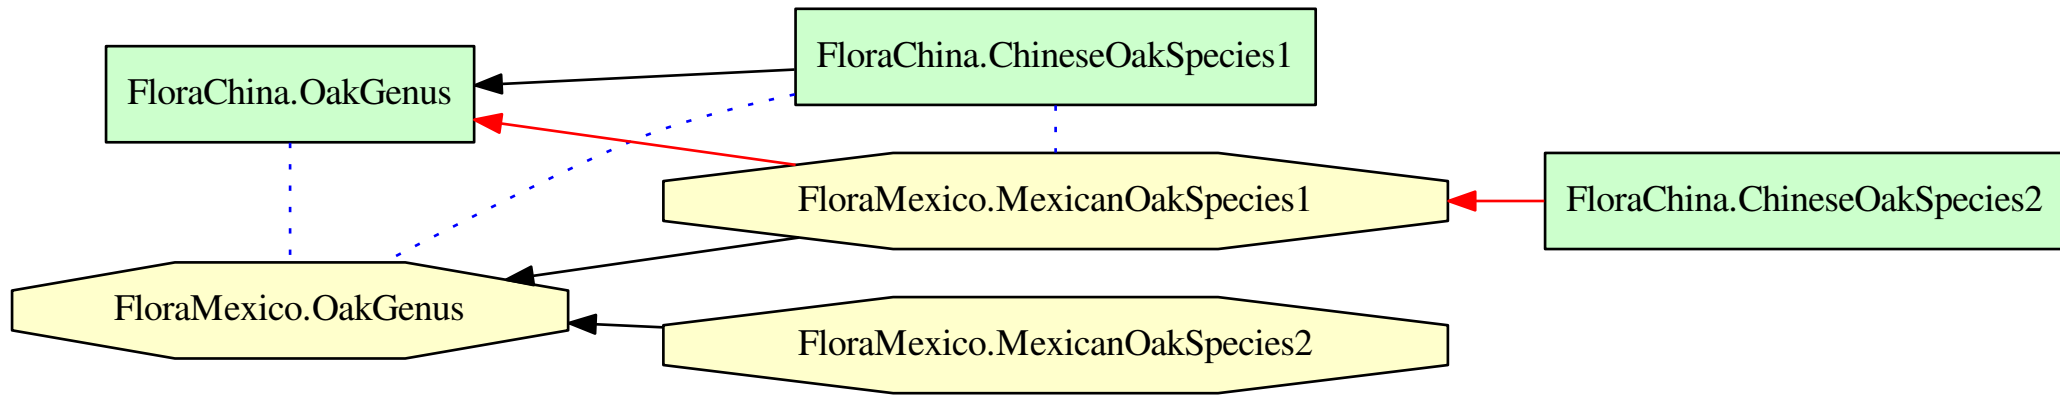 FloraChina.ChineseOakSpecies1
FloraChina.OakGenus
FloraMexico.MexicanOakSpecies1
FloraChina.ChineseOakSpecies2
FloraMexico.OakGenus
FloraMexico.MexicanOakSpecies2